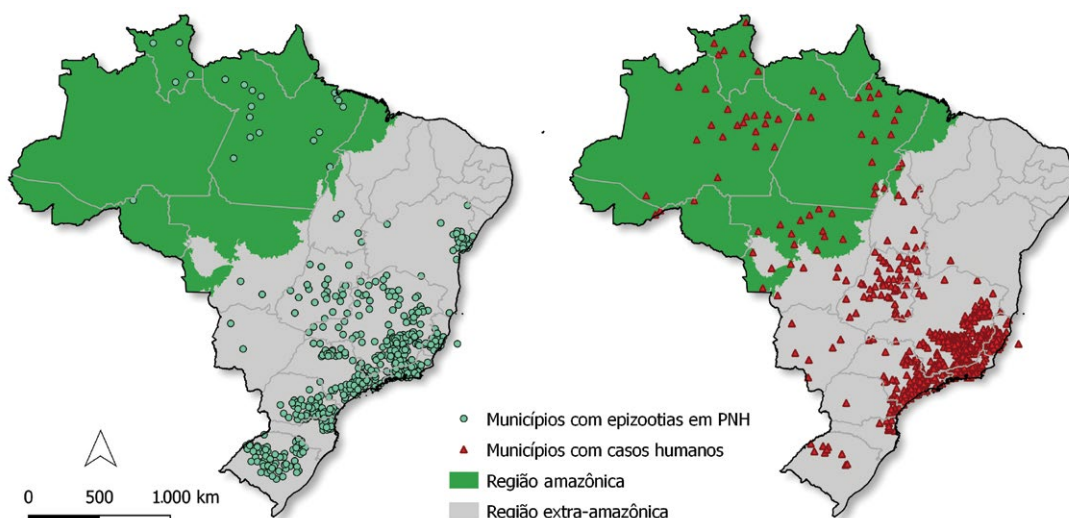 Municípios com epizootias em PNH
Municípios com casos humanos
Região amazônica
Região extra-amazônica
0 500 1.000 km